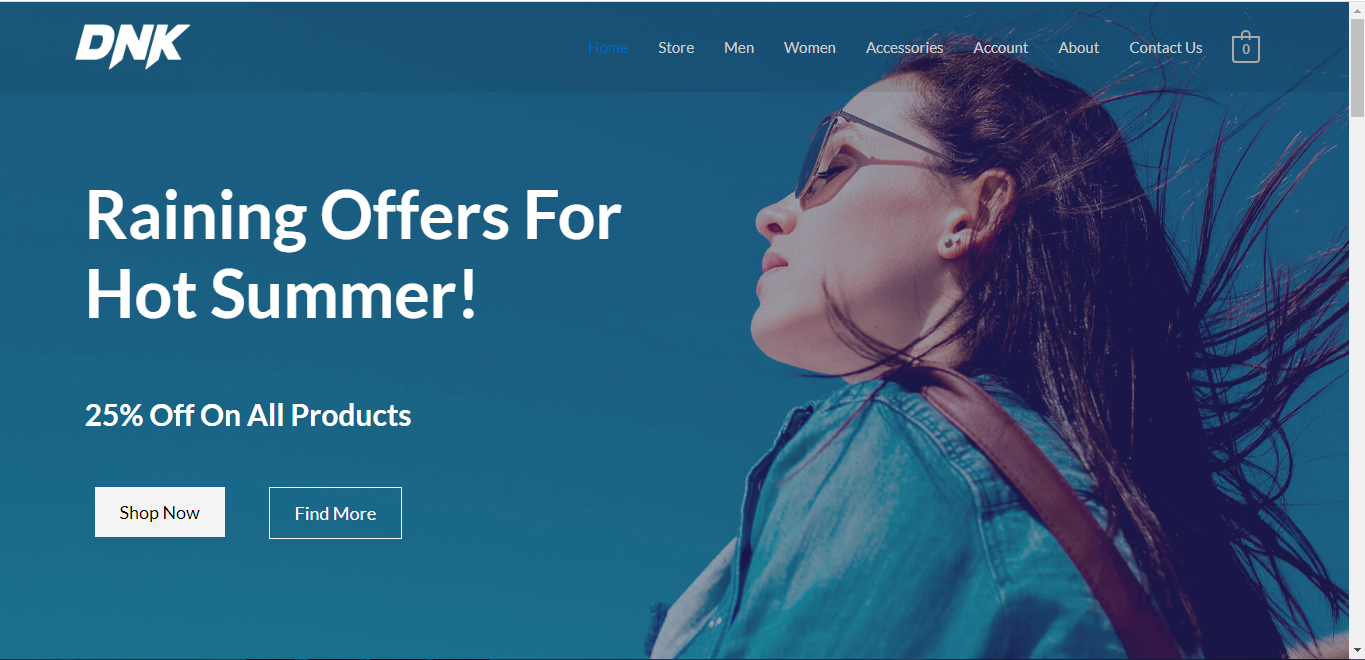 DNK
Home Store Men Women Accessories Account About Contact Us 0
Raining Offers For
Hot Summer!
25% Off On All Products
Shop Now Find More